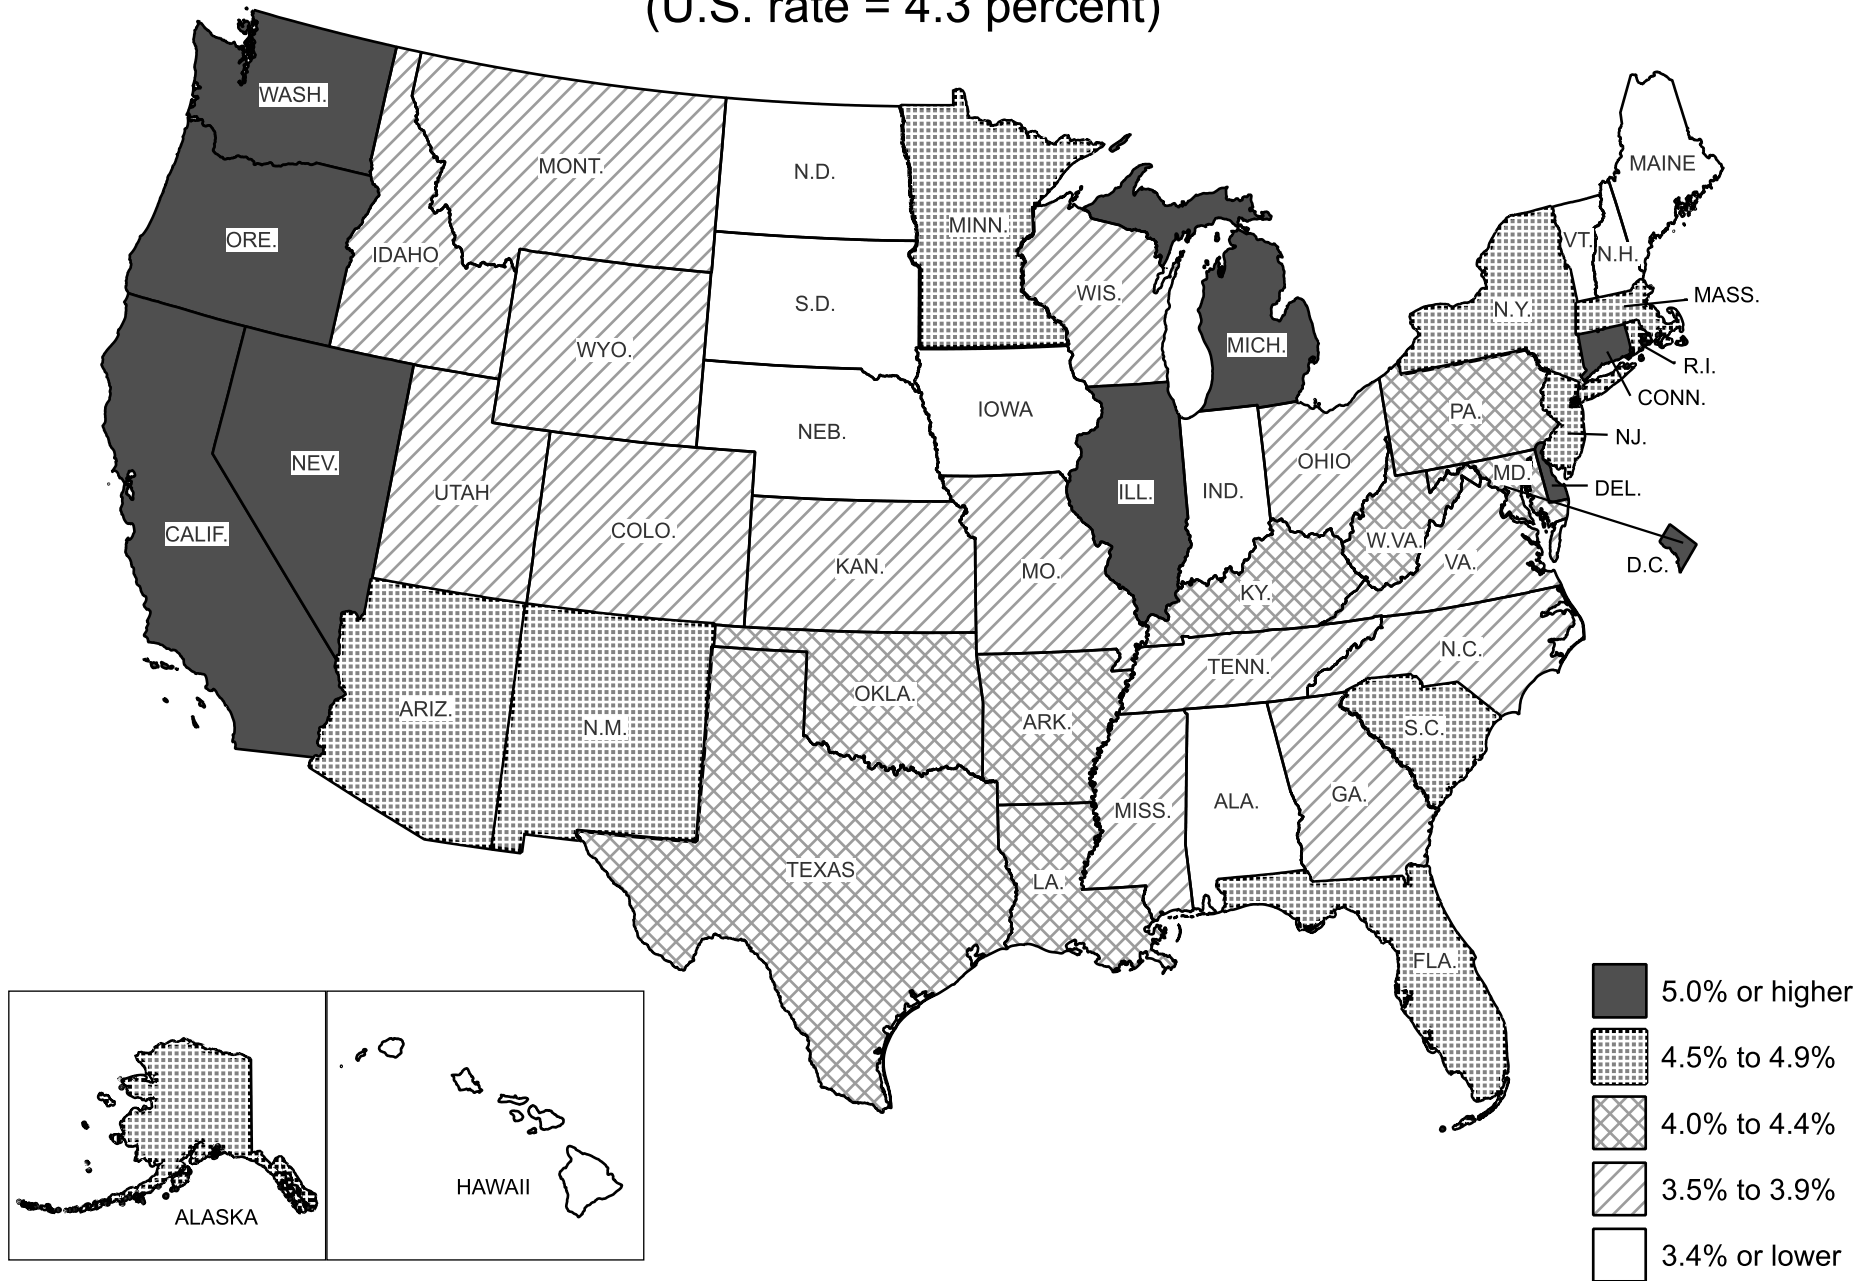 (U.S. rate = 4.3 percent)
WASH.
MONT.
N.D.
MAINE
MINN.
ORE.
IDAHO
VT.
N.H.
WIS.
MASS.
S.D.
N.Y.
WYO.
MICH.
R.I.
CONN.
IOWA
PA.
NEB.
NJ.
NEV.
OHIO
MD.
DEL.
UTAH
ILL.
IND.
COLO.
CALIF.
W.VA.
VA.
D.C.
KAN.
MO.
KY.
N.C.
TENN.
OKLA.
ARIZ.
ARK.
N.M.
S.C.
GA.
ALA.
MISS.
TEXAS
LA.
FLA.
5.0% or higher
4.5% to 4.9%
4.0% to 4.4%
3.5% to 3.9%
3.4% or lower
HAWAII
ALASKA